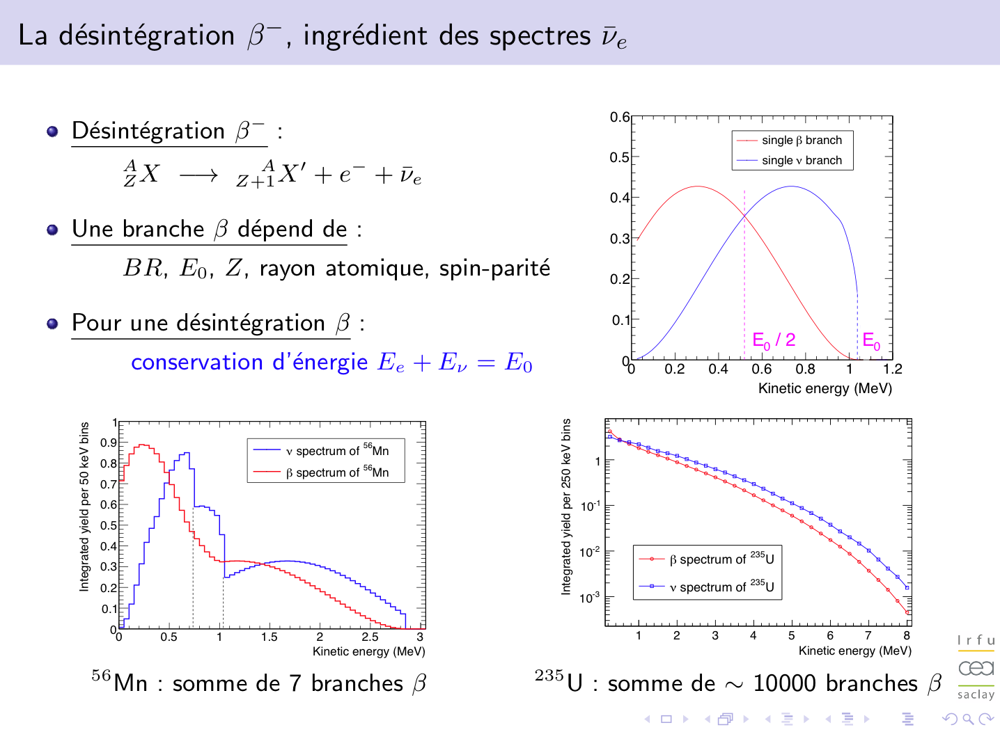 La désintégration β⁻, ingrédient des spectres ν̄ₑ
Désintégration β⁻ :
ᴬ_Z X ⟶ ᴬ_{Z+1} X′ + e⁻ + ν̄ₑ
Une branche β dépend de :
BR, E₀, Z, rayon atomique, spin-parité
Pour une désintégration β :
conservation d'énergie Eₑ + E_ν = E₀
0.6
0.5
0.4
0.3
0.2
0.1
0
single β branch
single ν branch
E₀ / 2
E₀
0 0.2 0.4 0.6 0.8 1 1.2
Kinetic energy (MeV)
Integrated yield per 50 keV bins
1
0.9
0.8
0.7
0.6
0.5
0.4
0.3
0.2
0.1
0
ν spectrum of ⁵⁶Mn
β spectrum of ⁵⁶Mn
0 0.5 1 1.5 2 2.5 3
Kinetic energy (MeV)
⁵⁶Mn : somme de 7 branches β
Integrated yield per 250 keV bins
1
10⁻¹
10⁻²
10⁻³
β spectrum of ²³⁵U
ν spectrum of ²³⁵U
1 2 3 4 5 6 7 8
Kinetic energy (MeV)
²³⁵U : somme de ∼ 10000 branches β
Irfu
cea
saclay